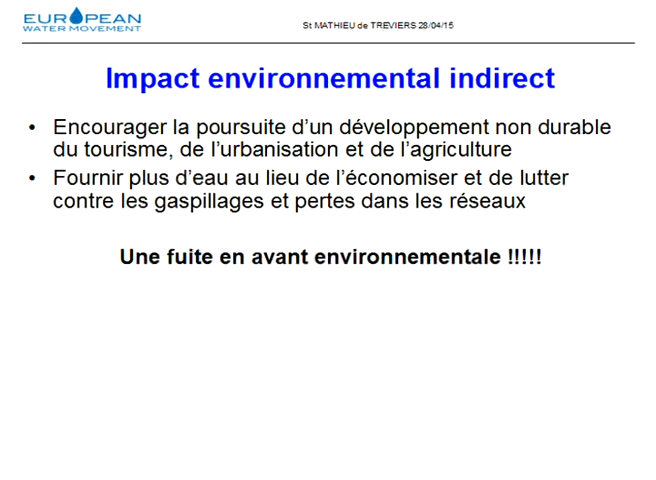 EUROPEAN
WATER MOVEMENT
St MATHIEU de TREVIERS 28/04/15
Impact environnemental indirect
• Encourager la poursuite d’un développement non durable
du tourisme, de l’urbanisation et de l’agriculture
• Fournir plus d’eau au lieu de l’économiser et de lutter
contre les gaspillages et pertes dans les réseaux
Une fuite en avant environnementale !!!!!